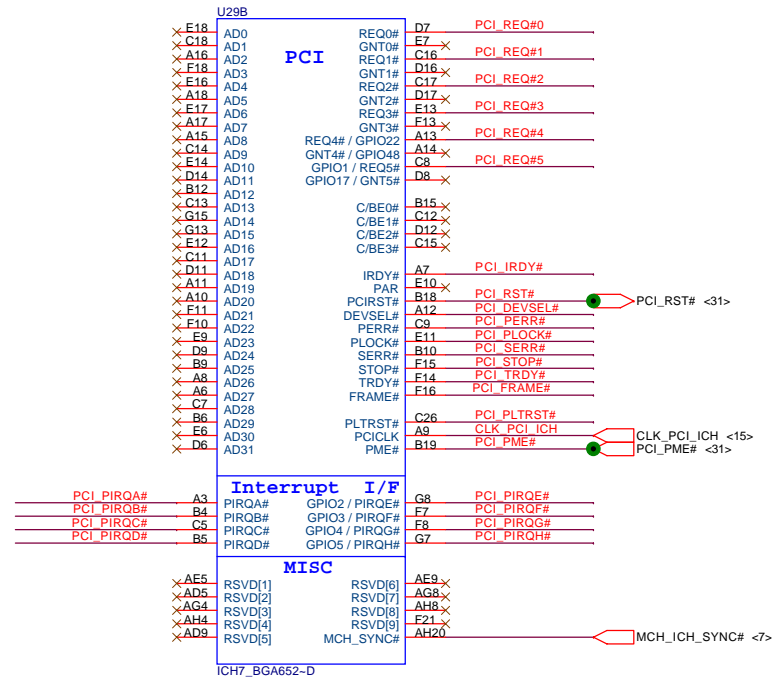 U29B
PCI
E18 AD0 REQ0# D7 PCI_REQ#0
C18 AD1 GNT0# E7
A16 AD2 REQ1# C16 PCI_REQ#1
F18 AD3 GNT1# D16
E16 AD4 REQ2# C17 PCI_REQ#2
A18 AD5 GNT2# D17
E17 AD6 REQ3# E13 PCI_REQ#3
A17 AD7 GNT3# F13
A15 AD8 REQ4# / GPIO22 A13 PCI_REQ#4
C14 AD9 GNT4# / GPIO48 A14
E14 AD10 GPIO1 / REQ5# C8 PCI_REQ#5
D14 AD11 GPIO17 / GNT5# D8
B12 AD12
C13 AD13 C/BE0# B15
G15 AD14 C/BE1# C12
G13 AD15 C/BE2# D12
E12 AD16 C/BE3# C15
C11 AD17
D11 AD18 IRDY# A7 PCI_IRDY#
A11 AD19 PAR E10
A10 AD20 PCIRST# B18 PCI_RST# PCI_RST# <31>
F11 AD21 DEVSEL# A12 PCI_DEVSEL#
F10 AD22 PERR# C9 PCI_PERR#
E9 AD23 PLOCK# E11 PCI_PLOCK#
D9 AD24 SERR# B10 PCI_SERR#
B9 AD25 STOP# F15 PCI_STOP#
A8 AD26 TRDY# F14 PCI_TRDY#
A6 AD27 FRAME# F16 PCI_FRAME#
C7 AD28
B6 AD29 PLTRST# C26 PCI_PLTRST#
E6 AD30 PCICLK A9 CLK_PCI_ICH CLK_PCI_ICH <15>
D6 AD31 PME# B19 PCI_PME# PCI_PME# <31>
Interrupt I/F
PCI_PIRQA# A3 PIRQA# GPIO2 / PIRQE# G8 PCI_PIRQE#
PCI_PIRQB# B4 PIRQB# GPIO3 / PIRQF# F7 PCI_PIRQF#
PCI_PIRQC# C5 PIRQC# GPIO4 / PIRQG# F8 PCI_PIRQG#
PCI_PIRQD# B5 PIRQD# GPIO5 / PIRQH# G7 PCI_PIRQH#
MISC
AE5 RSVD[1] RSVD[6] AE9
AD5 RSVD[2] RSVD[7] AG8
AG4 RSVD[3] RSVD[8] AH8
AH4 RSVD[4] RSVD[9] F21
AD9 RSVD[5] MCH_SYNC# AH20 MCH_ICH_SYNC# <7>
ICH7_BGA652~D